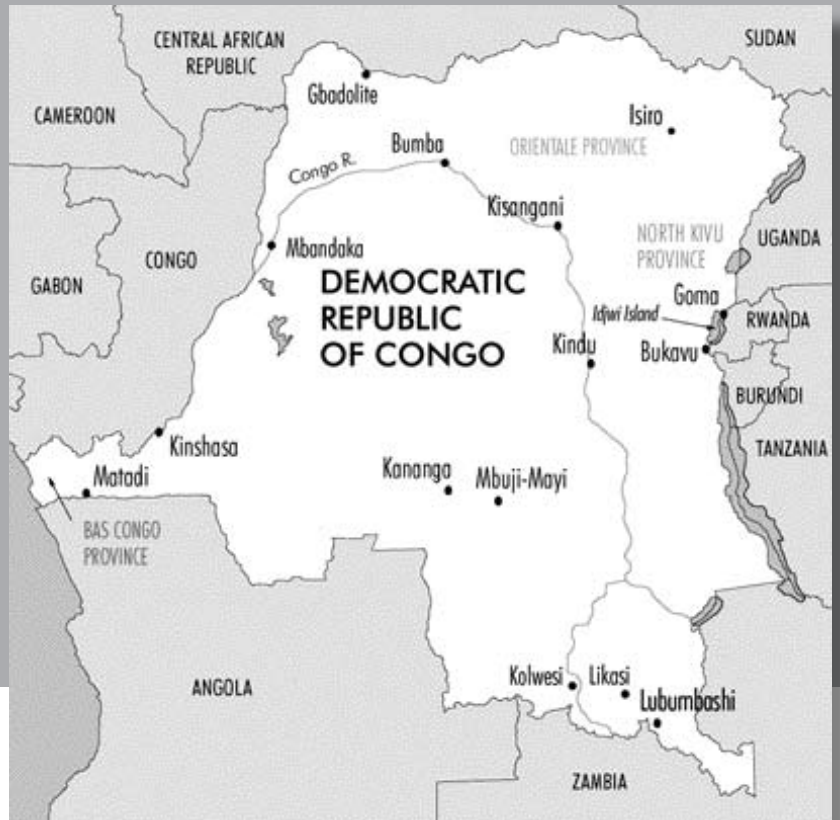 CENTRAL AFRICAN
REPUBLIC
SUDAN
CAMEROON
Gbadolite
Isiro
Bumba
ORIENTALE PROVINCE
Congo R.
Kisangani
Mbandaka
NORTH KIVU
PROVINCE
UGANDA
CONGO
GABON
DEMOCRATIC
REPUBLIC
OF CONGO
Goma
Idjwi Island
RWANDA
Kindu
Bukavu
BURUNDI
TANZANIA
Kinshasa
Matadi
Kananga
Mbuji-Mayi
BAS CONGO
PROVINCE
ANGOLA
Kolwesi
Likasi
Lubumbashi
ZAMBIA